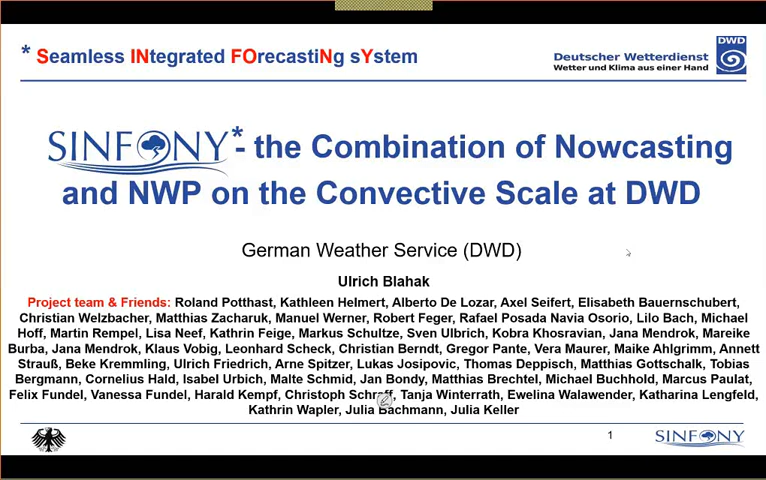 * Seamless INtegrated FOrecastiNg sYstem
DWD
Deutscher Wetterdienst
Wetter und Klima aus einer Hand
SINFONY* - the Combination of Nowcasting
and NWP on the Convective Scale at DWD
German Weather Service (DWD)
Ulrich Blahak
Project team & Friends: Roland Potthast, Kathleen Helmert, Alberto De Lozar, Axel Seifert, Elisabeth Bauernschubert,
Christian Welzbacher, Matthias Zacharuk, Manuel Werner, Robert Feger, Rafael Posada Navia Osorio, Lilo Bach, Michael
Hoff, Martin Rempel, Lisa Neef, Kathrin Feige, Markus Schultze, Sven Ulbrich, Kobra Khosravian, Jana Mendrok, Mareike
Burba, Jana Mendrok, Klaus Vobig, Leonhard Scheck, Christian Berndt, Gregor Pante, Vera Maurer, Maike Ahlgrimm, Annett
Strauß, Beke Kremmling, Ulrich Friedrich, Arne Spitzer, Lukas Josipovic, Thomas Deppisch, Matthias Gottschalk, Tobias
Bergmann, Cornelius Hald, Isabel Urbich, Malte Schmid, Jan Bondy, Matthias Brechtel, Michael Buchhold, Marcus Paulat,
Felix Fundel, Vanessa Fundel, Harald Kempf, Christoph Tanja Winterrath, Ewelina Walawender, Katharina Lengfeld,
Kathrin Wapler, Julia Bachmann, Julia Keller
1
SINFONY